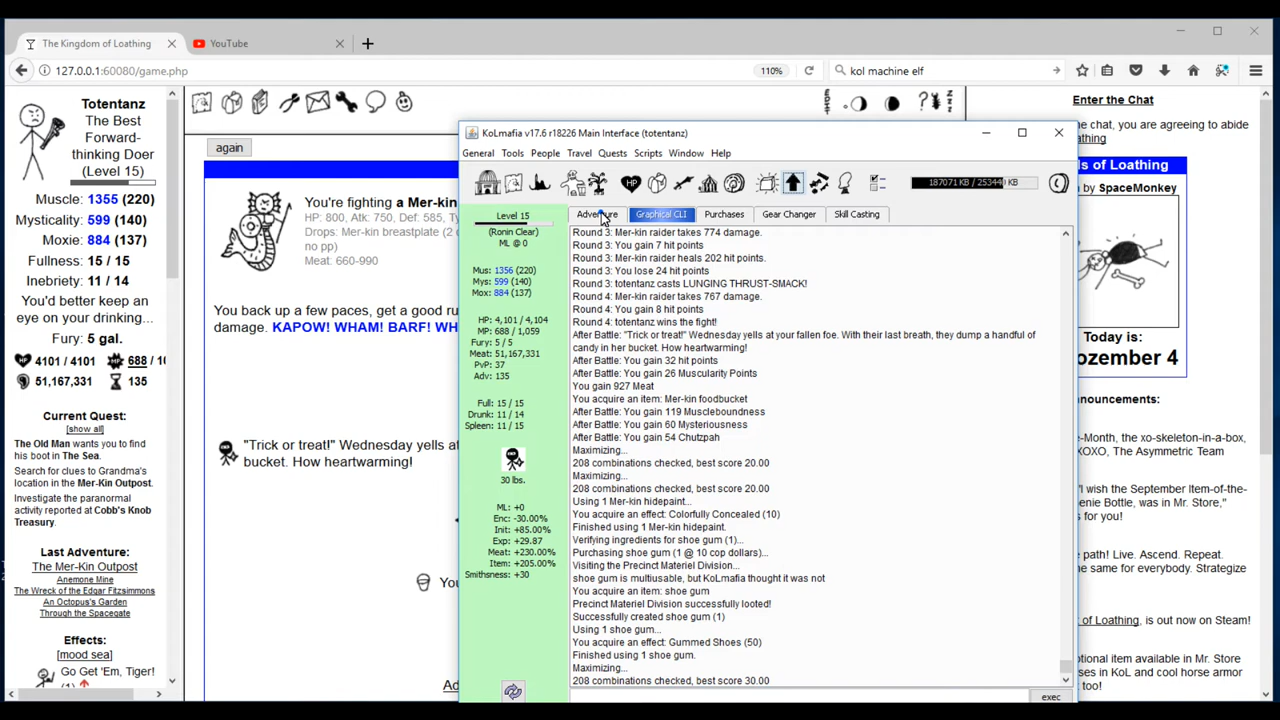 The Kingdom of Loathing
YouTube
127.0.0.1:60080/game.php
110%
kol machine elf
Totentanz
The Best
Forward-
thinking Doer
(Level 15)
Muscle: 1355 (220)
Mysticality: 599 (140)
Moxie: 884 (137)
Fullness: 15 / 15
Inebriety: 11 / 14
You'd better keep an
eye on your drinking...
Fury: 5 gal.
4101 / 4101
688 / 10
51,167,331
135
Current Quest:
[show all]
The Old Man wants you to find
his boot in The Sea.
Search for clues to Grandma's
location in the Mer-Kin Outpost.
Investigate the paranormal
activity reported at Cobb's Knob
Treasury.
Last Adventure:
The Mer-Kin Outpost
Anemone Mine
The Wreck of the Edgar Fitzsimmons
An Octopus's Garden
Through the Spacegate
Effects:
[mood sea]
Go Get 'Em, Tiger!
(1)
again
You're fighting a Mer-kin
HP: 800, Atk: 750, Def: 585, Ty
Drops: Mer-kin breastplate (2
no pp)
Meat: 660-990
You back up a few paces, get a good ru
damage. KAPOW! WHAM! BARF! WH
"Trick or treat!" Wednesday yells at
bucket. How heartwarming!
You
Ad
KoLmafia v17.6 r18226 Main Interface (totentanz)
General Tools People Travel Quests Scripts Window Help
187071 KB / 253440 KB
Level 15
(Ronin Clear)
ML @ 0
Mus: 1356 (220)
Mys: 599 (140)
Mox: 884 (137)
HP: 4,101 / 4,104
MP: 688 / 1,059
Fury: 5 / 5
Meat: 51,167,331
PvP: 37
Adv: 135
Full: 15 / 15
Drunk: 11 / 14
Spleen: 11 / 15
30 lbs.
ML: +0
Enc: -30.00%
Init: +85.00%
Exp: +29.87
Meat: +230.00%
Item: +205.00%
Smithsness: +30
Adventure Graphical CLI Purchases Gear Changer Skill Casting
Round 3: Mer-kin raider takes 774 damage.
Round 3: You gain 7 hit points
Round 3: Mer-kin raider heals 202 hit points.
Round 3: You lose 24 hit points
Round 3: totentanz casts LUNGING THRUST-SMACK!
Round 4: Mer-kin raider takes 767 damage.
Round 4: You gain 8 hit points
Round 4: totentanz wins the fight!
After Battle: "Trick or treat!" Wednesday yells at your fallen foe. With their last breath, they dump a handful of
candy in her bucket. How heartwarming!
After Battle: You gain 32 hit points
After Battle: You gain 26 Muscularity Points
You gain 927 Meat
You acquire an item: Mer-kin foodbucket
After Battle: You gain 119 Muscleboundness
After Battle: You gain 60 Mysteriousness
After Battle: You gain 54 Chutzpah
Maximizing...
208 combinations checked, best score 20.00
Maximizing...
208 combinations checked, best score 20.00
Using 1 Mer-kin hidepaint...
You acquire an effect: Colorfully Concealed (10)
Finished using 1 Mer-kin hidepaint.
Verifying ingredients for shoe gum (1)...
Purchasing shoe gum (1 @ 10 cop dollars)...
Visiting the Precinct Materiel Division...
shoe gum is multiusable, but KoLmafia thought it was not
You acquire an item: shoe gum
Precinct Materiel Division successfully looted!
Successfully created shoe gum (1)
Using 1 shoe gum...
You acquire an effect: Gummed Shoes (50)
Finished using 1 shoe gum.
Maximizing...
208 combinations checked, best score 30.00
exec
Enter the Chat
e chat, you are agreeing to abide
athing
s of Loathing
n by SpaceMonkey
Today is:
ozember 4
nnouncements:
e-Month, the xo-skeleton-in-a-box,
XOXO, The Asymmetric Team
I wish the September Item-of-the-
enie Bottle, was in Mr. Store,"
s for you!
path! Live. Ascend. Repeat.
e same for everybody. Strategize
t of Loathing, is out now on Steam!
tional item available in Mr. Store
ses in KoL and cool horse armor
t too!